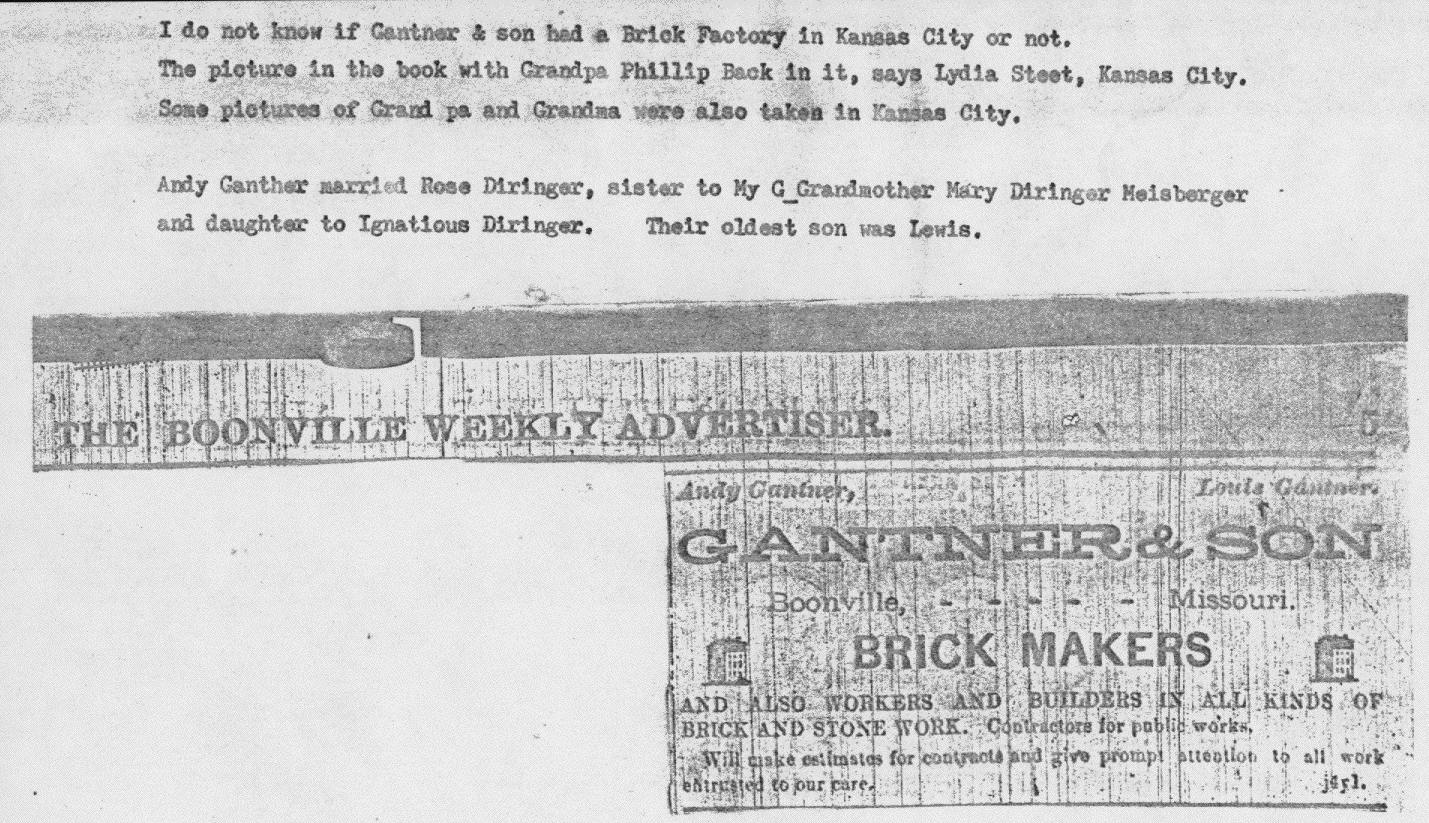 I do not know if Gantner & son had a Brick Factory in Kansas City or not.
The picture in the book with Grandpa Phillip Back in it, says Lydia Steet, Kansas City.
Some pictures of Grand pa and Grandma were also taken in Kansas City.
Andy Ganther married Rose Diringer, sister to My G_Grandmother Mary Diringer Meisberger
and daughter to Ignatious Diringer. Their oldest son was Lewis.
THE BOONVILLE WEEKLY ADVERTISER. 5
Andy Gantner, Louis Gantner.
GANTNER & SON
Boonville, - - - - - Missouri.
BRICK MAKERS
AND ALSO WORKERS AND BUILDERS IN ALL KINDS OF
BRICK AND STONE WORK. Contractors for public works.
Will make estimates for contracts and give prompt attention to all work
entrusted to our care.